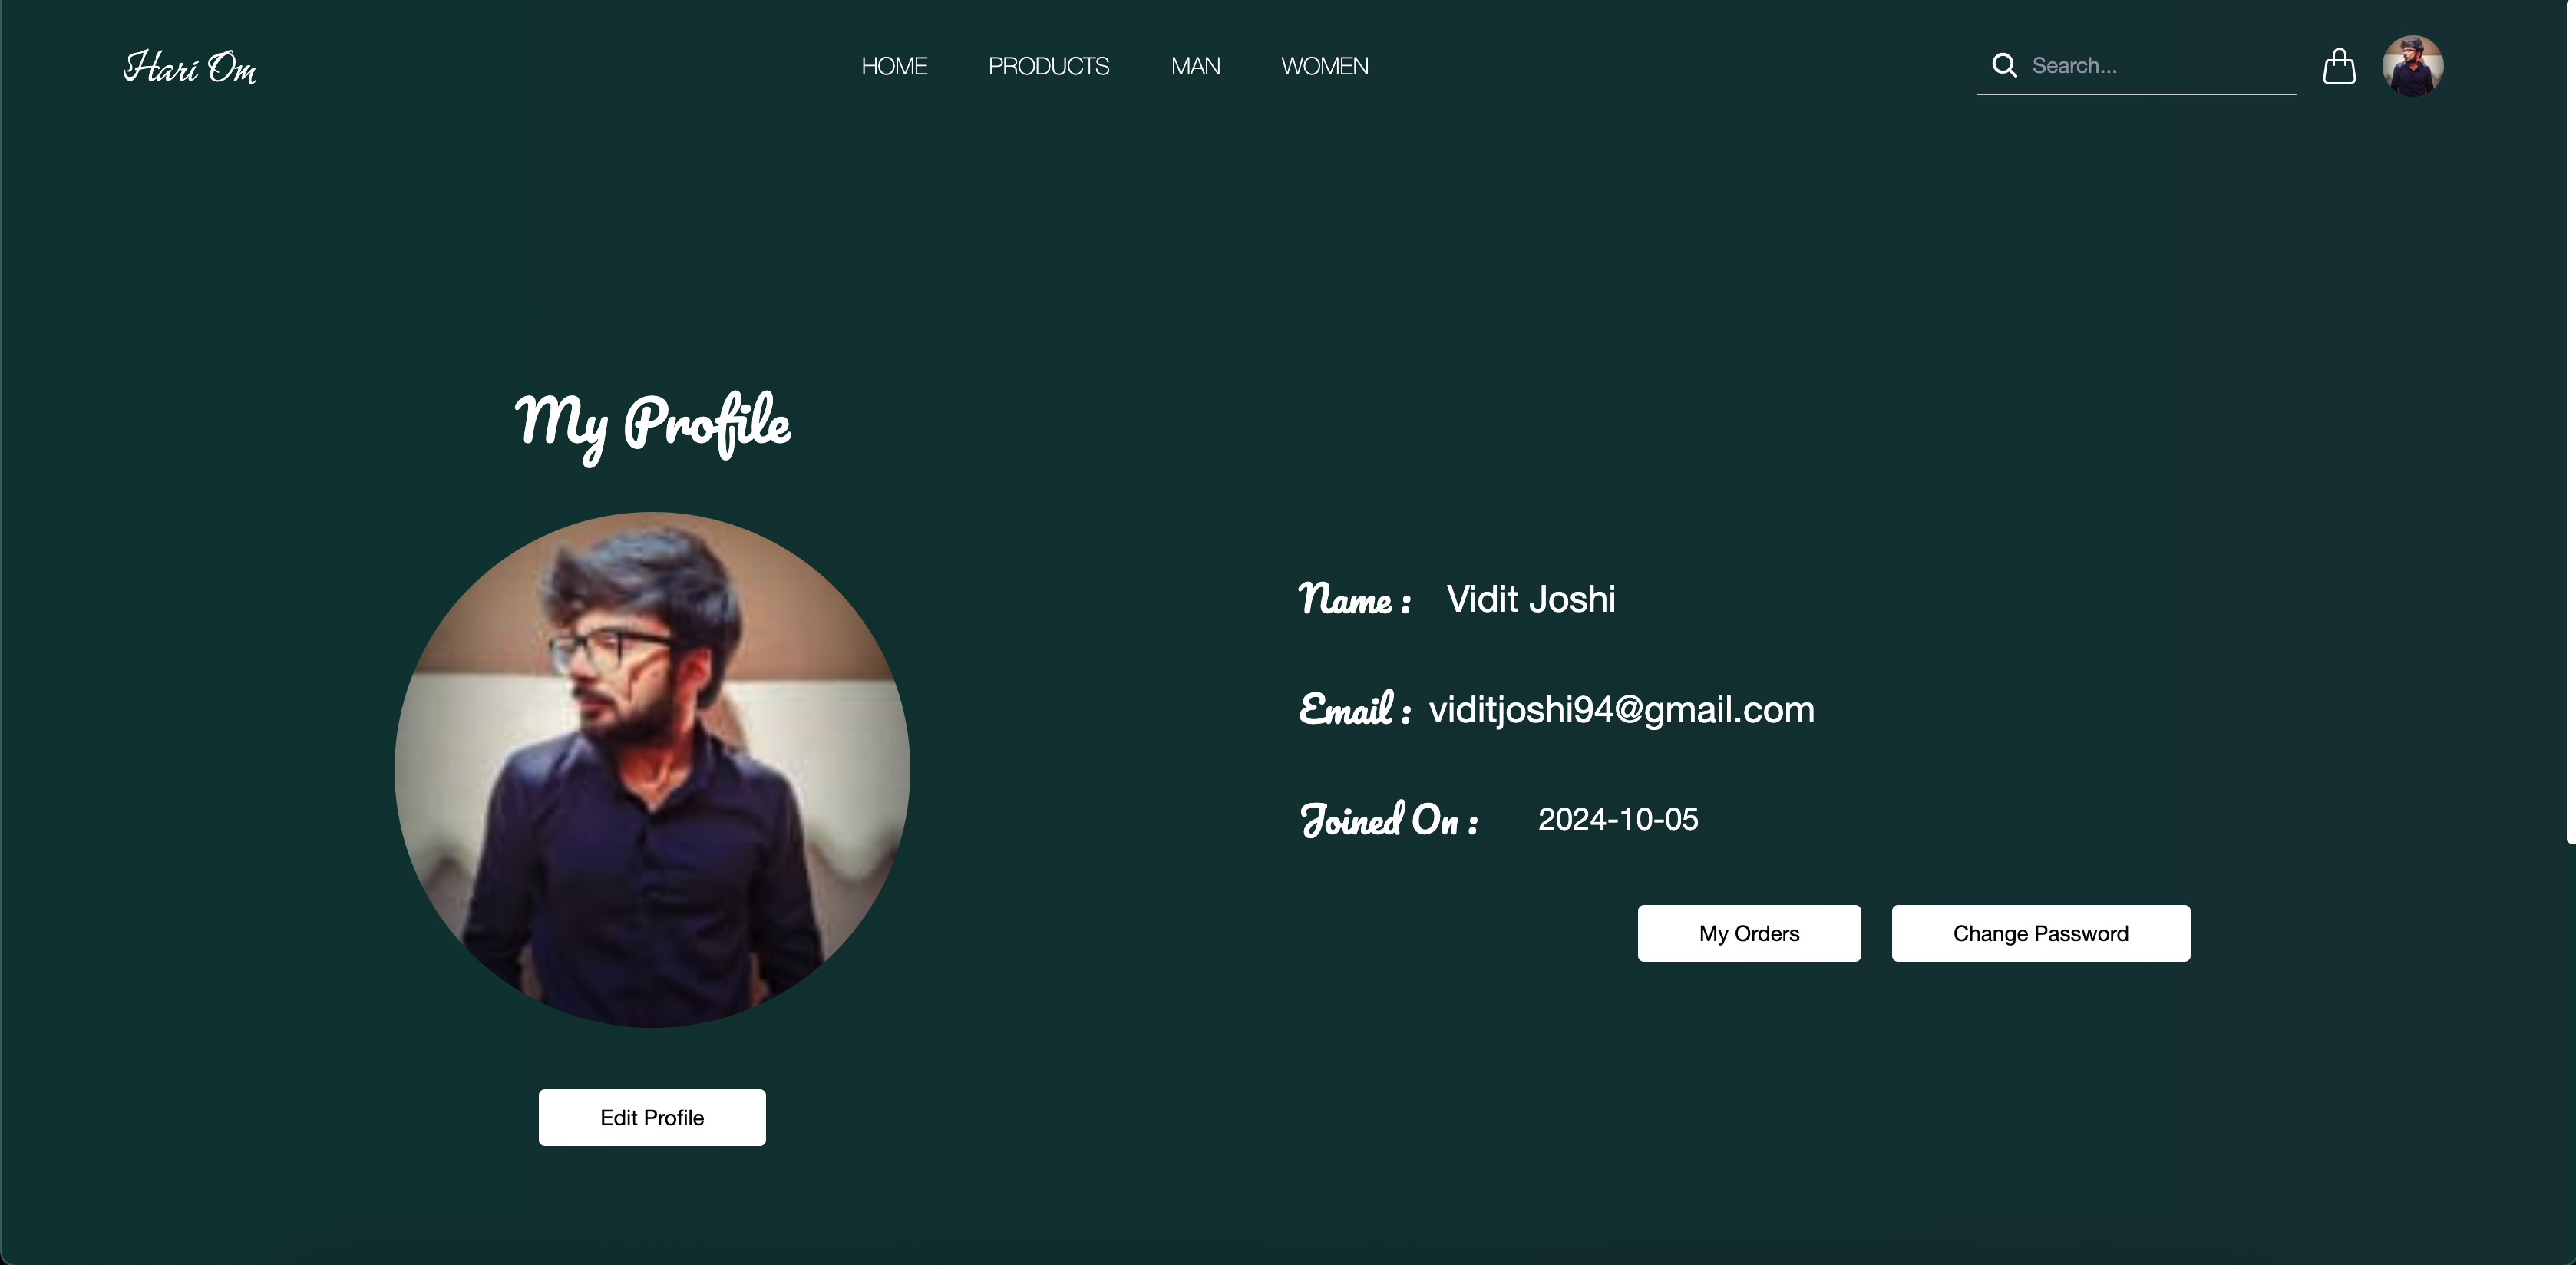 Hari Om
HOME PRODUCTS MAN WOMEN
Search...
My Profile
Name : Vidit Joshi
Email : viditjoshi94@gmail.com
Joined On : 2024-10-05
My Orders Change Password
Edit Profile